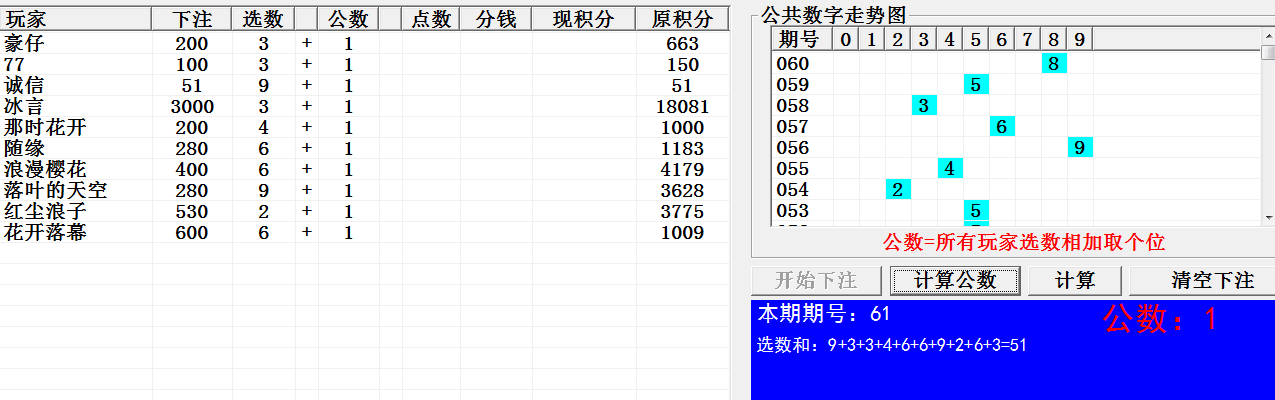 玩家 下注 选数 公数 点数 分钱 现积分 原积分
豪仔 200 3 + 1 663
77 100 3 + 1 150
诚信 51 9 + 1 51
冰言 3000 3 + 1 18081
那时花开 200 4 + 1 1000
随缘 280 6 + 1 1183
浪漫樱花 400 6 + 1 4179
落叶的天空 280 9 + 1 3628
红尘浪子 530 2 + 1 3775
花开落幕 600 6 + 1 1009
公共数字走势图
期号 0 1 2 3 4 5 6 7 8 9
060 8
059 5
058 3
057 6
056 9
055 4
054 2
053 5
公数=所有玩家选数相加取个位
开始下注 计算公数 计算 清空下注
本期期号：61 公数：1
选数和：9+3+3+4+6+6+9+2+6+3=51